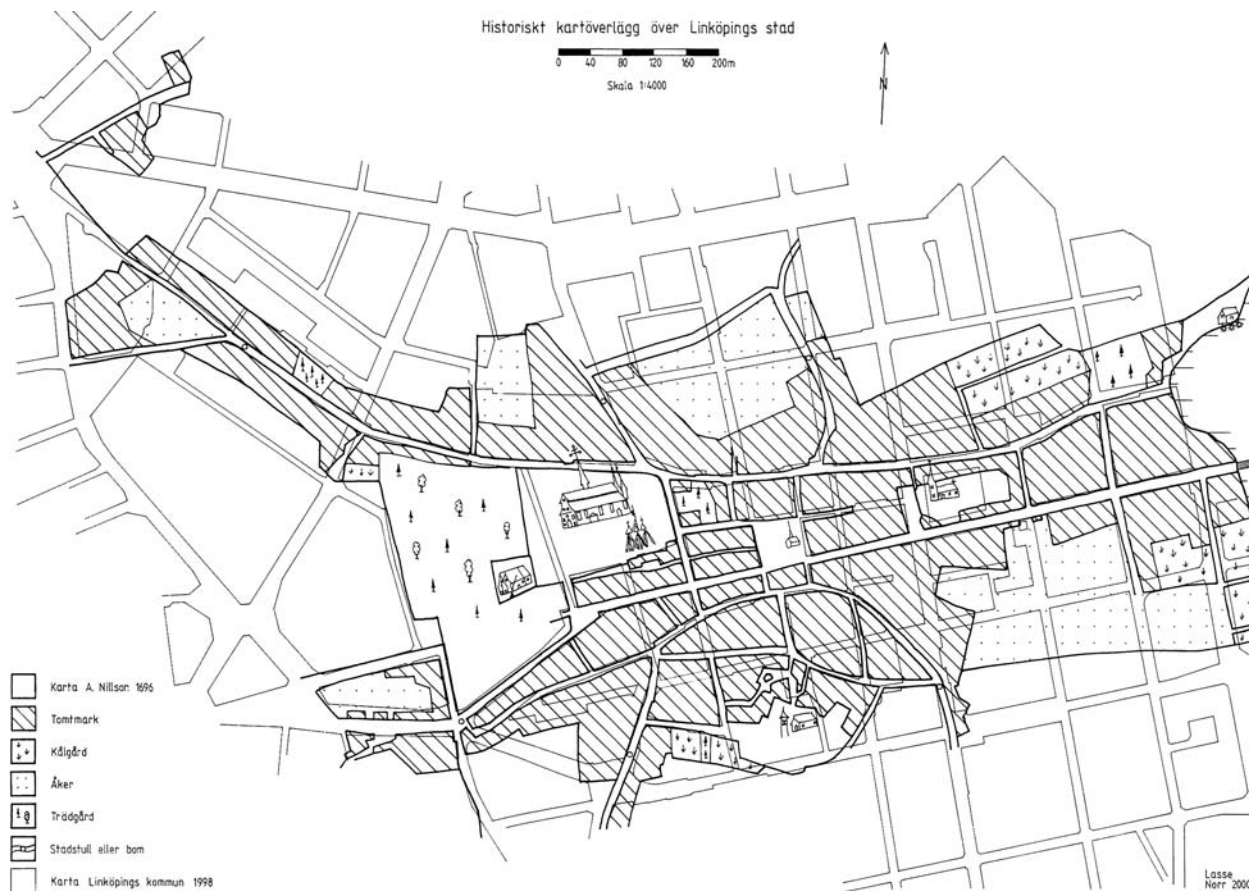 Historiskt kartöverlägg över Linköpings stad
0 40 80 120 160 200m
Skala 1:4000
N
Karta A. Nillson 1696
Tomtmark
Kålgård
Åker
Trädgård
Stadstull eller bom
Karta Linköpings kommun 1998
Lasse
Norr 2000